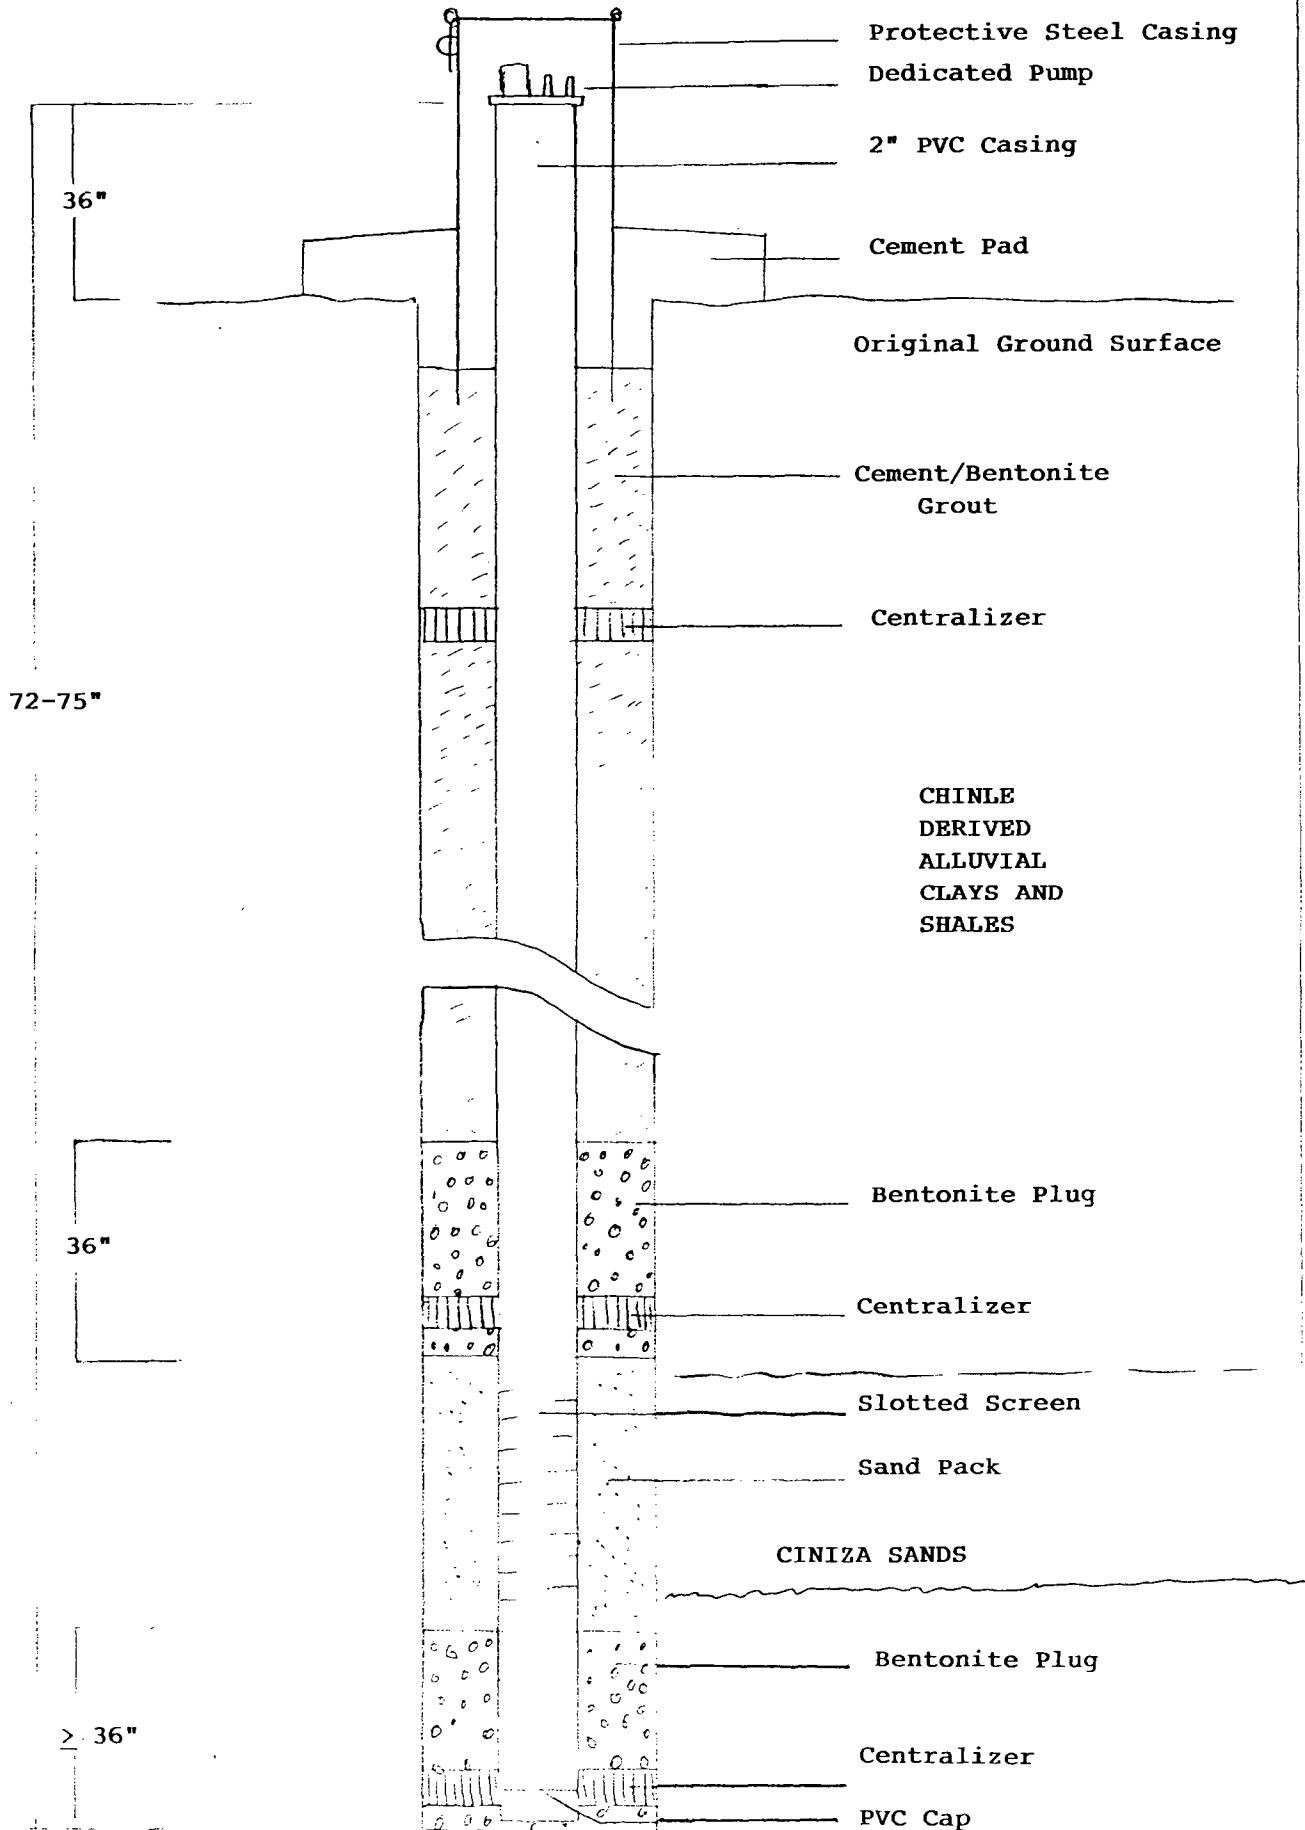 Protective Steel Casing
Dedicated Pump
2" PVC Casing
36"
Cement Pad
Original Ground Surface
Cement/Bentonite
Grout
Centralizer
72-75"
CHINLE
DERIVED
ALLUVIAL
CLAYS AND
SHALES
Bentonite Plug
36"
Centralizer
Slotted Screen
Sand Pack
CINIZA SANDS
Bentonite Plug
≥ 36"
Centralizer
PVC Cap